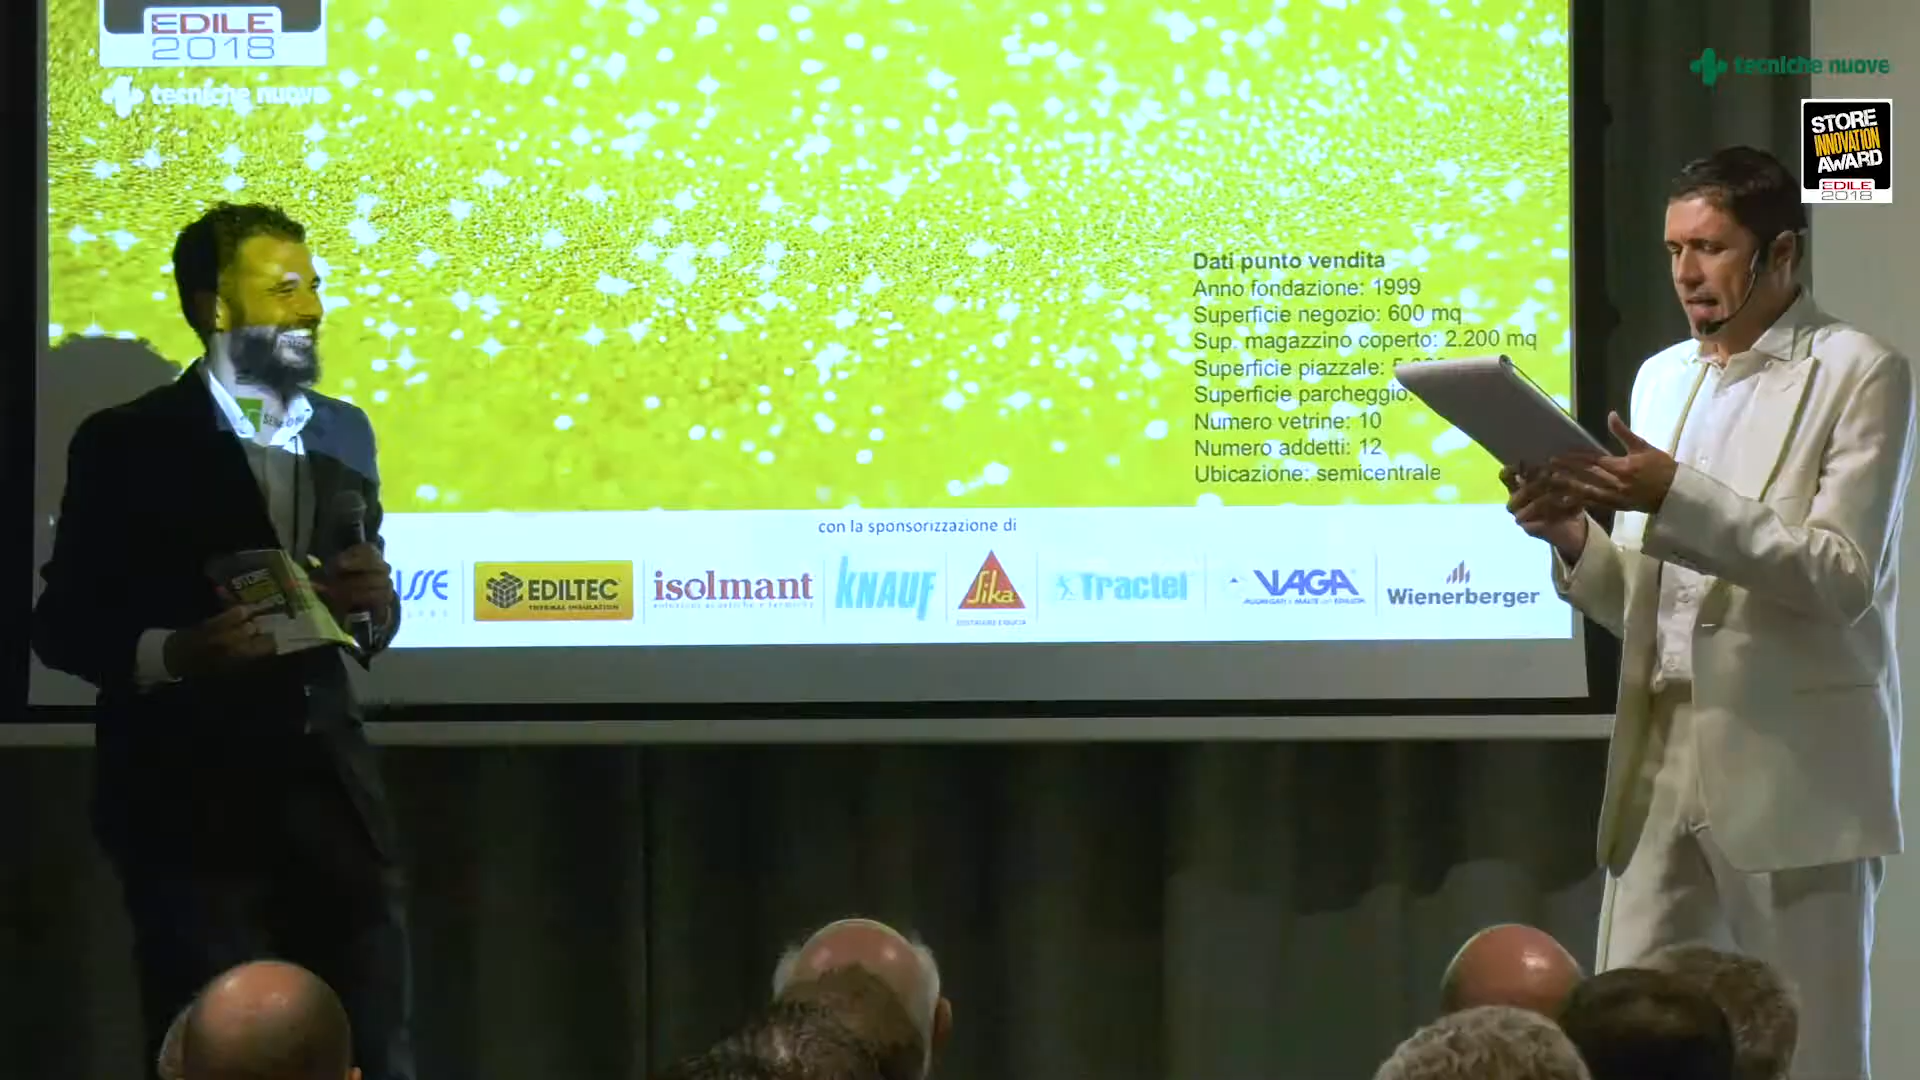 EDILE
2018
tecniche nuove
tecniche nuove
STORE
INNOVATION
AWARD
EDILE
2018
Dati punto vendita
Anno fondazione: 1999
Superficie negozio: 600 mq
Sup. magazzino coperto: 2.200 mq
Superficie piazzale:
Superficie parcheggio:
Numero vetrine: 10
Numero addetti: 12
Ubicazione: semicentrale
con la sponsorizzazione di
EDILTEC
THERMAL INSULATION
isolmant
KNAUF
Sika
Tractel
VAGA
Wienerberger
STORE